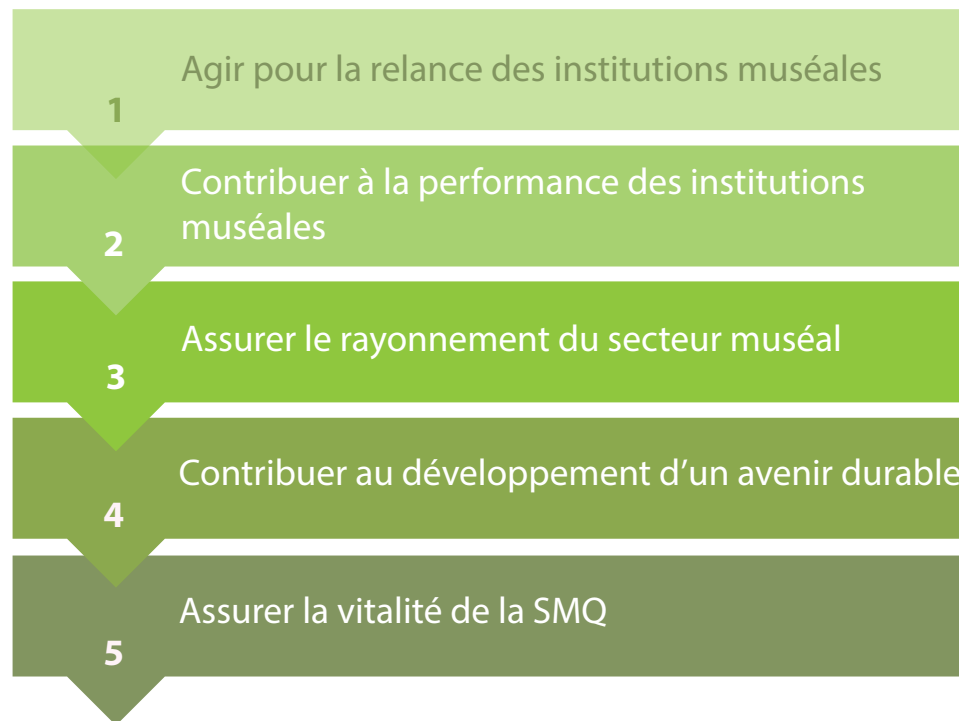 Agir pour la relance des institutions muséales
1
Contribuer à la performance des institutions
muséales
2
Assurer le rayonnement du secteur muséal
3
Contribuer au développement d’un avenir durable
4
Assurer la vitalité de la SMQ
5